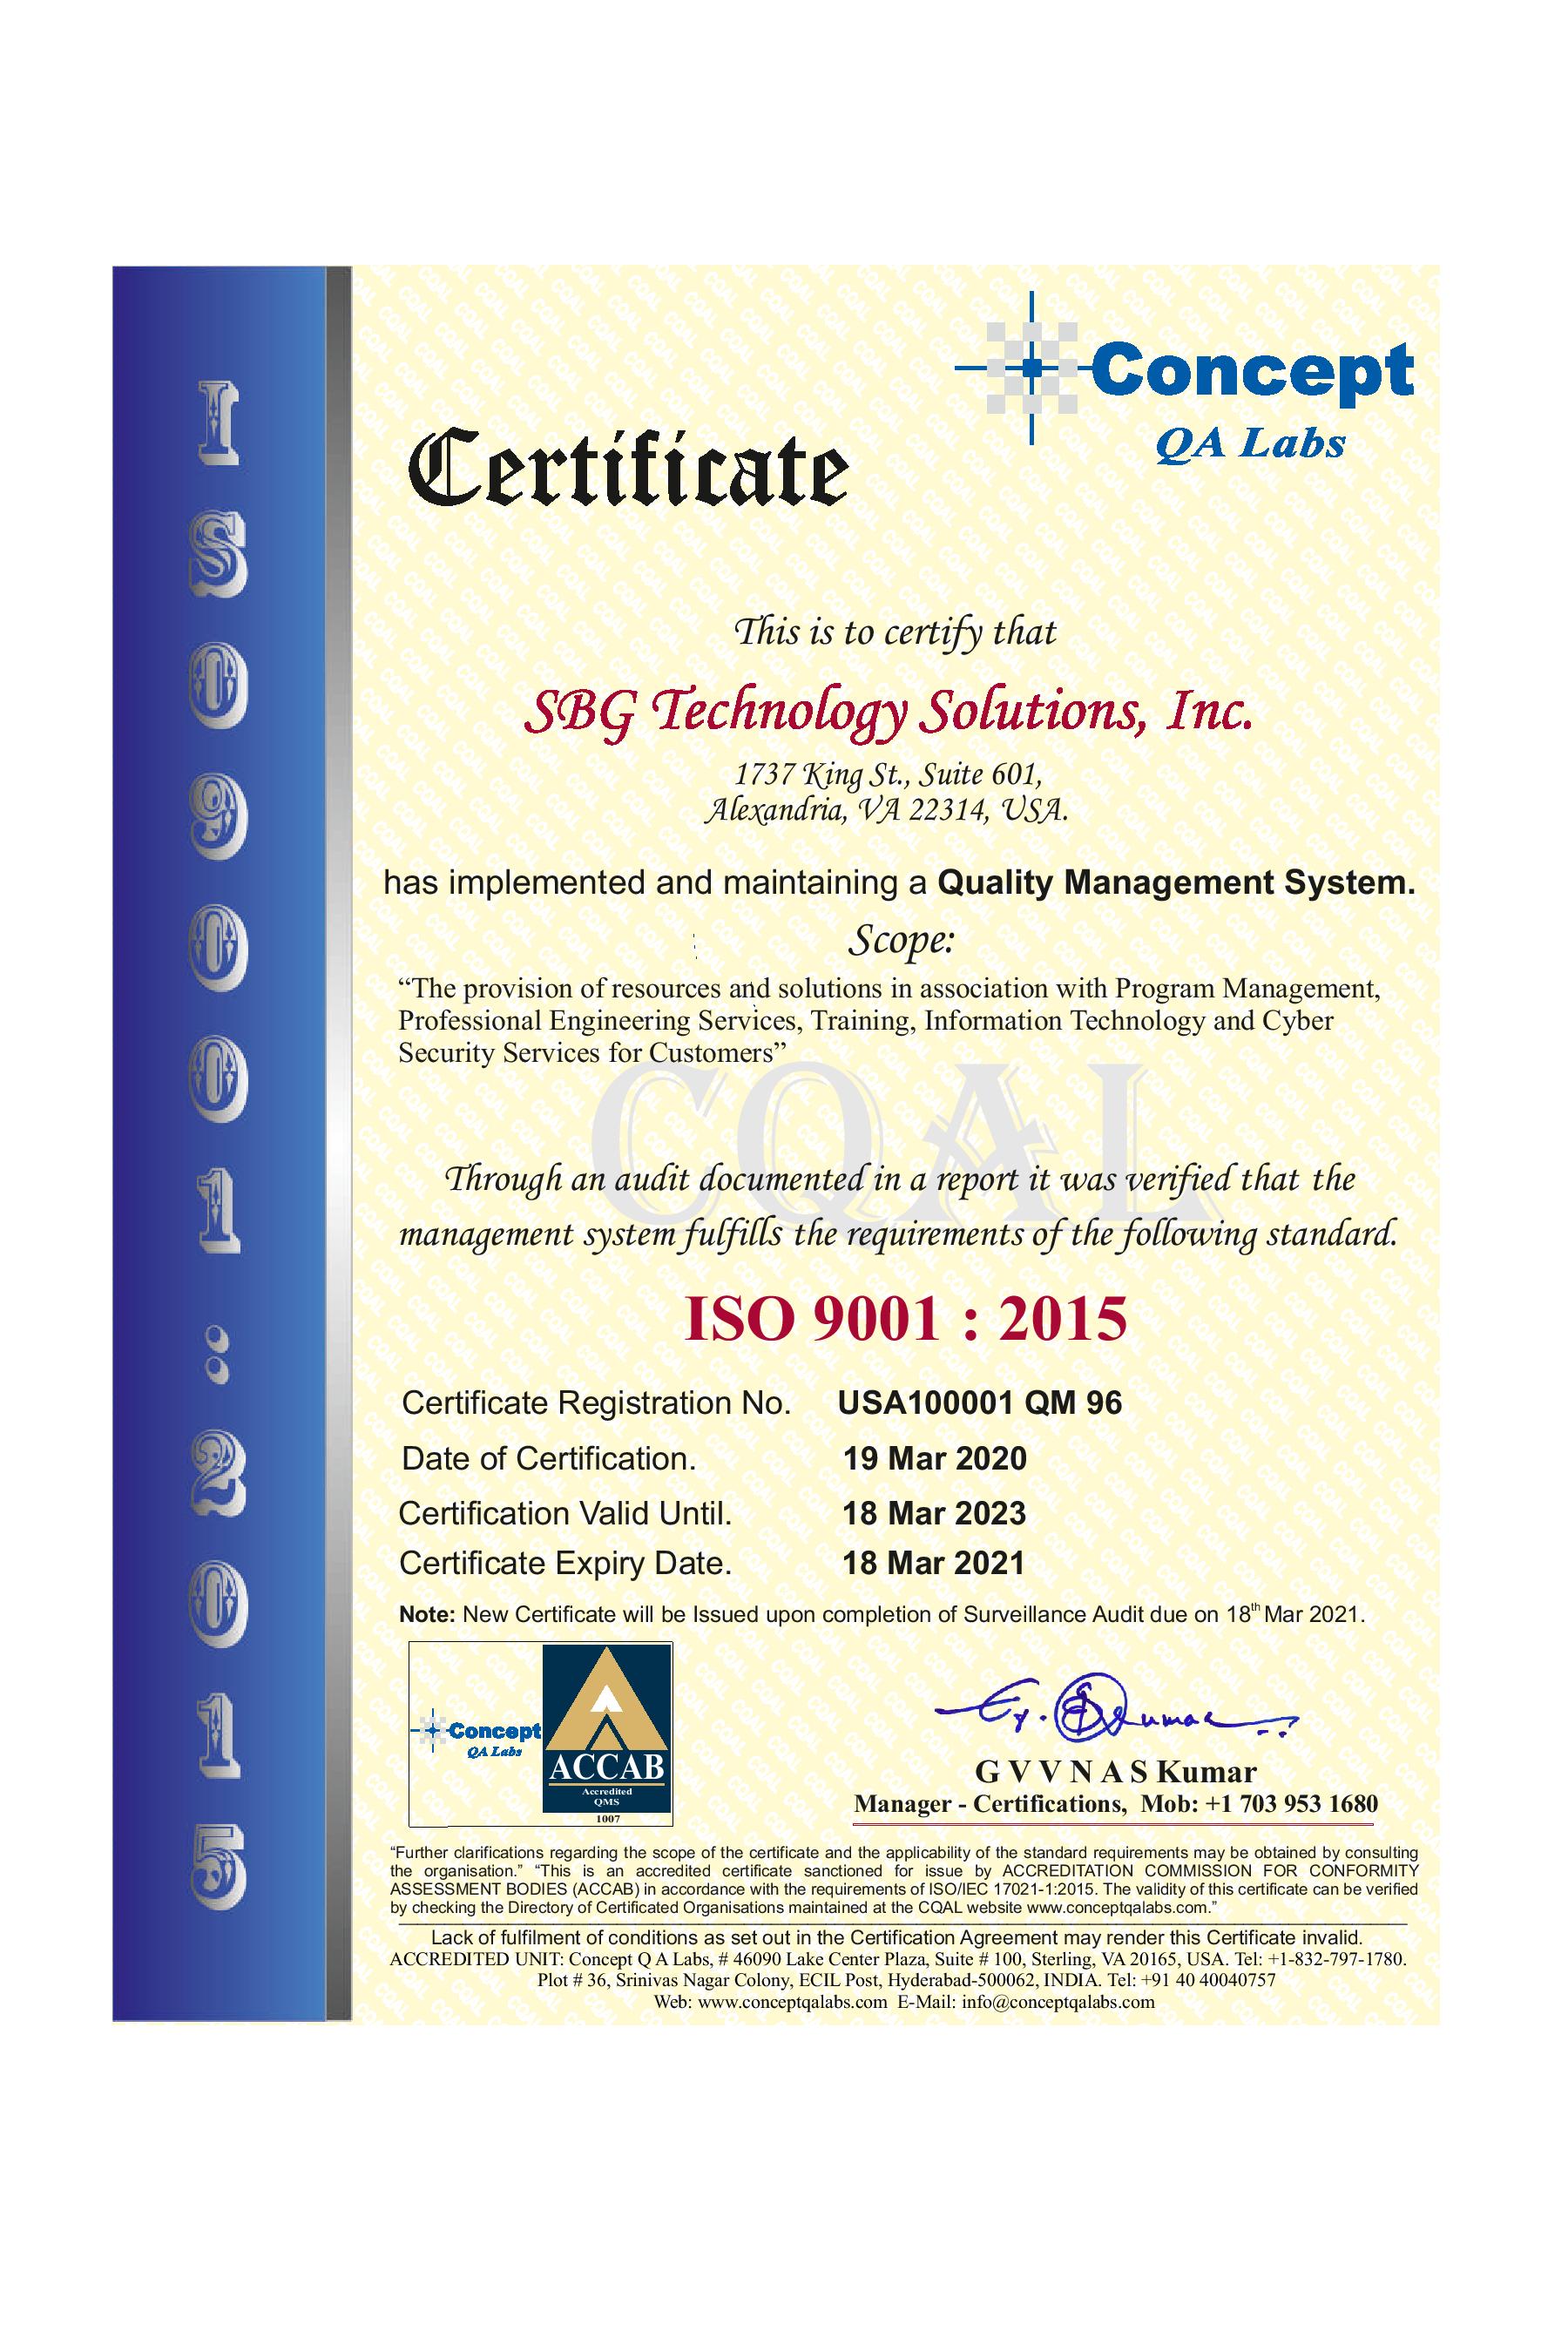 ISO 9001:2015
Concept
QA Labs
Certificate
This is to certify that
SBG Technology Solutions, Inc.
1737 King St., Suite 601,
Alexandria, VA 22314, USA.
has implemented and maintaining a Quality Management System.
Scope:
“The provision of resources and solutions in association with Program Management,
Professional Engineering Services, Training, Information Technology and Cyber
Security Services for Customers”
CQAL
Through an audit documented in a report it was verified that the
management system fulfills the requirements of the following standard.
ISO 9001 : 2015
Certificate Registration No. USA100001 QM 96
Date of Certification. 19 Mar 2020
Certification Valid Until. 18 Mar 2023
Certificate Expiry Date. 18 Mar 2021
Note: New Certificate will be Issued upon completion of Surveillance Audit due on 18th Mar 2021.
Concept
QA Labs
ACCAB
Accredited
QMS
1007
G V V N A S Kumar
Manager - Certifications, Mob: +1 703 953 1680
“Further clarifications regarding the scope of the certificate and the applicability of the standard requirements may be obtained by consulting
the organisation.” “This is an accredited certificate sanctioned for issue by ACCREDITATION COMMISSION FOR CONFORMITY
ASSESSMENT BODIES (ACCAB) in accordance with the requirements of ISO/IEC 17021-1:2015. The validity of this certificate can be verified
by checking the Directory of Certificated Organisations maintained at the CQAL website www.conceptqalabs.com.”
Lack of fulfilment of conditions as set out in the Certification Agreement may render this Certificate invalid.
ACCREDITED UNIT: Concept Q A Labs, # 46090 Lake Center Plaza, Suite # 100, Sterling, VA 20165, USA. Tel: +1-832-797-1780.
Plot # 36, Srinivas Nagar Colony, ECIL Post, Hyderabad-500062, INDIA. Tel: +91 40 40040757
Web: www.conceptqalabs.com E-Mail: info@conceptqalabs.com